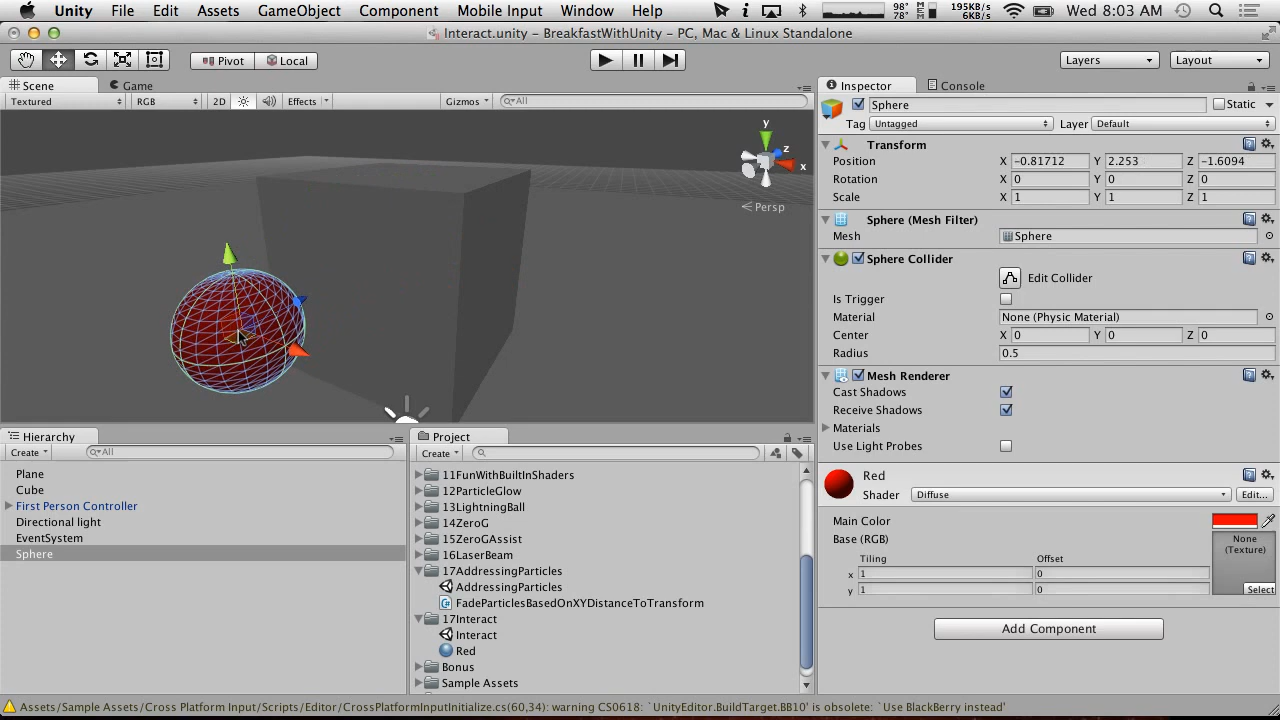 Unity File Edit Assets GameObject Component Mobile Input Window Help 98° 78° 195KB/s 6KB/s Wed 8:03 AM
Interact.unity - BreakfastWithUnity - PC, Mac & Linux Standalone
Pivot Local Layers Layout
Scene Game
Textured RGB 2D Effects Gizmos All
y
z
x
Persp
Hierarchy
Create All
Plane
Cube
First Person Controller
Directional light
EventSystem
Sphere
Project
Create
11FunWithBuiltInShaders
12ParticleGlow
13LightningBall
14ZeroG
15ZeroGAssist
16LaserBeam
17AddressingParticles
AddressingParticles
FadeParticlesBasedOnXYDistanceToTransform
17Interact
Interact
Red
Bonus
Sample Assets
Inspector Console
Sphere Static
Tag Untagged Layer Default
Transform
Position X -0.81712 Y 2.253 Z -1.6094
Rotation X 0 Y 0 Z 0
Scale X 1 Y 1 Z 1
Sphere (Mesh Filter)
Mesh Sphere
Sphere Collider
Edit Collider
Is Trigger
Material None (Physic Material)
Center X 0 Y 0 Z 0
Radius 0.5
Mesh Renderer
Cast Shadows
Receive Shadows
Materials
Use Light Probes
Red
Shader Diffuse Edit...
Main Color
Base (RGB)
None
(Texture)
Tiling Offset
x 1 0
y 1 0
Select
Add Component
Assets/Sample Assets/Cross Platform Input/Scripts/Editor/CrossPlatformInputInitialize.cs(60,34): warning CS0618: `UnityEditor.BuildTarget.BB10' is obsolete: `Use BlackBerry instead'